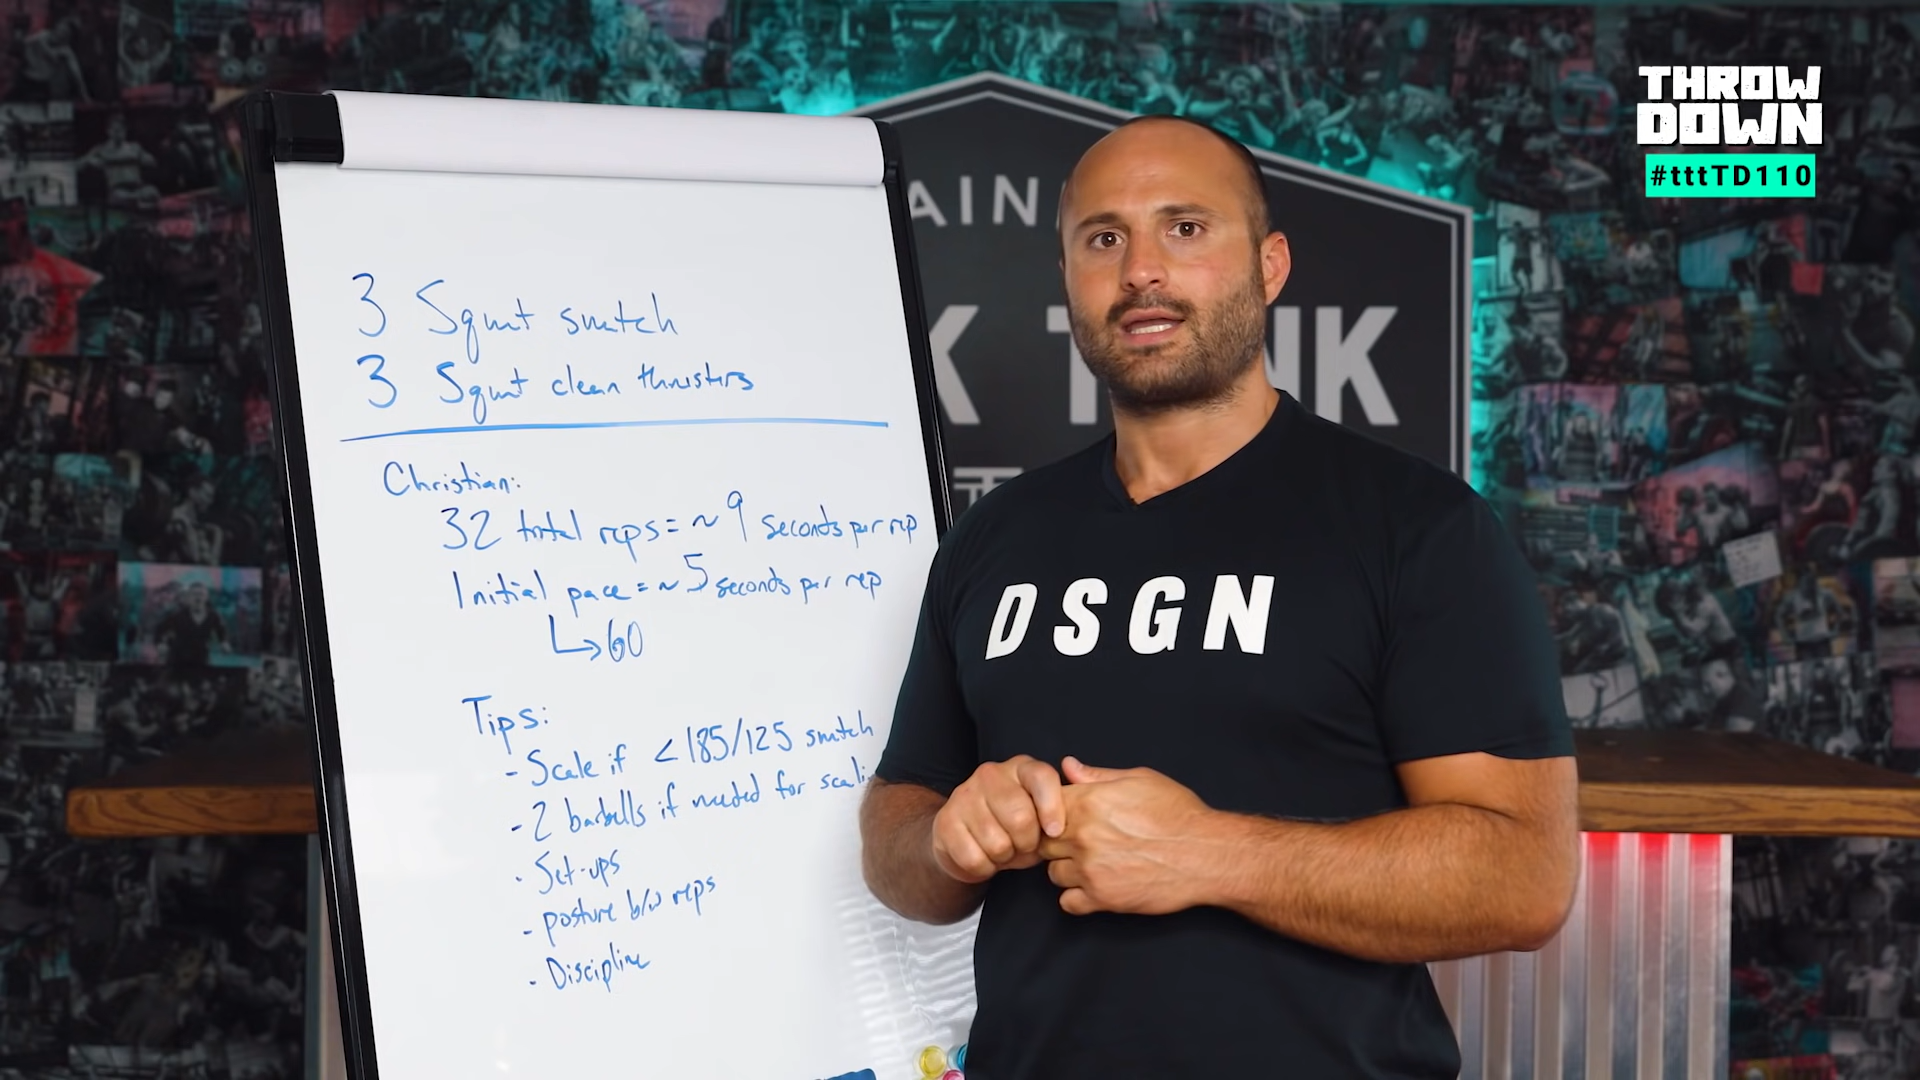 THROW
DOWN
#tttTD110
AIN
K T NK
3 Squat snatch
3 Squat clean thrusters
Christian:
32 total reps = ~ 9 seconds per rep
Initial pace = ~ 5 seconds per rep
↳ 60
Tips:
- Scale if < 185/125 snatch
- 2 barbells if needed for scali
- Set-ups
- posture b/w reps
- Discipline
DSGN